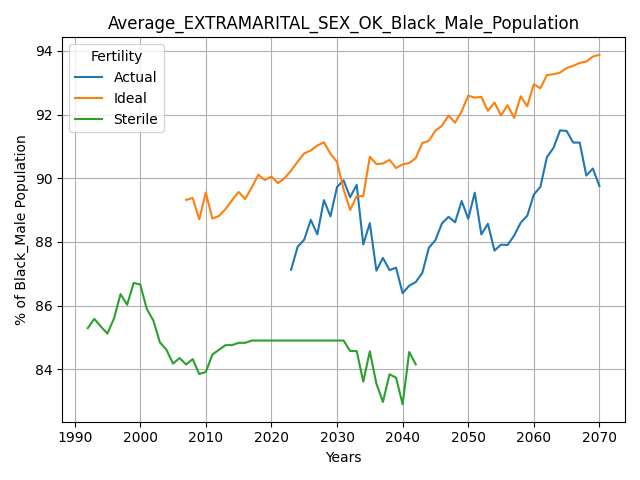 Average_EXTRAMARITAL_SEX_OK_Black_Male_Population
Fertility
Actual
Ideal
Sterile
% of Black_Male Population
94
92
90
88
86
84
1990 2000 2010 2020 2030 2040 2050 2060 2070
Years